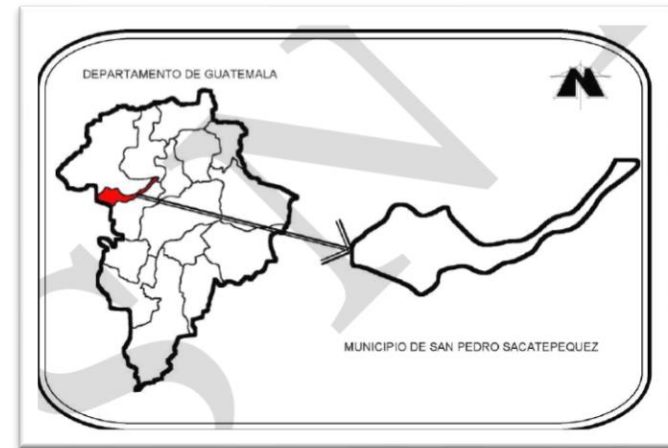 DEPARTAMENTO DE GUATEMALA
N
MUNICIPIO DE SAN PEDRO SACATEPEQUEZ